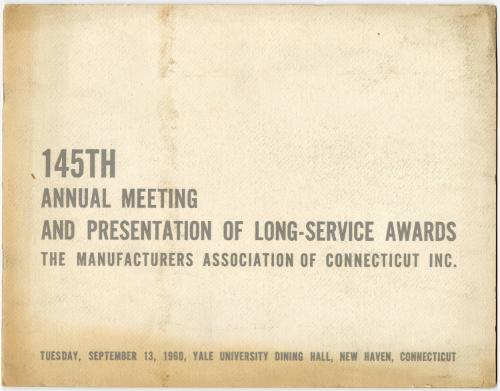 145TH
ANNUAL MEETING
AND PRESENTATION OF LONG-SERVICE AWARDS
THE MANUFACTURERS ASSOCIATION OF CONNECTICUT INC.
TUESDAY, SEPTEMBER 13, 1960, YALE UNIVERSITY DINING HALL, NEW HAVEN, CONNECTICUT